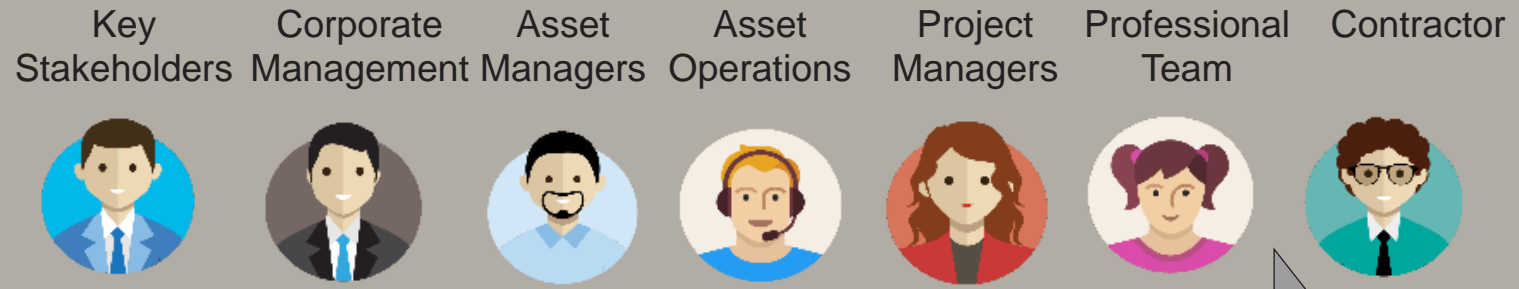 Key
Stakeholders
Corporate
Management
Asset
Managers
Asset
Operations
Project
Managers
Professional
Team
Contractor